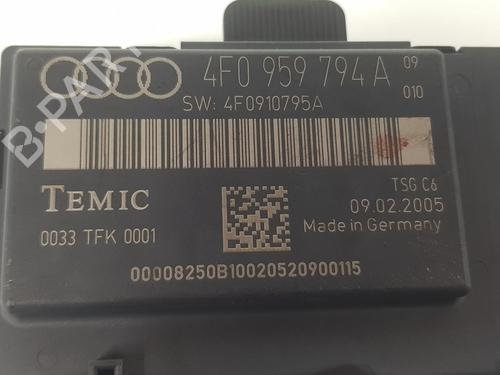 4F0 959 794 A 09
010
SW: 4F0910795A
TEMIC
TSG C6
09.02.2005
0033 TFK 0001
Made in Germany
00008250B10020520900115
B-PARTS